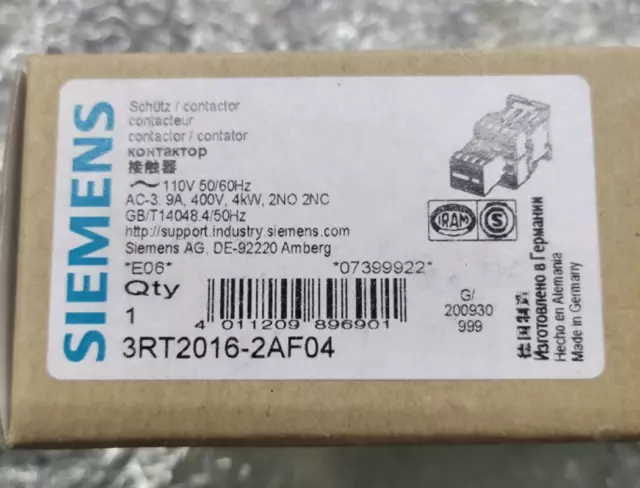 SIEMENS
Schütz / contactor
contacteur
contactor / contator
контактор
接触器
~ 110V 50/60Hz
AC-3: 9A, 400V, 4kW, 2NO 2NC
GB/T14048.4/50Hz
http://support.industry.siemens.com
Siemens AG, DE-92220 Amberg
*E06* *07399922*
Qty
1
4 011209 896901
G/
200930
999
3RT2016-2AF04
IRAM
S
德国制造
Изготовлено в Германии
Hecho en Alemania
Made in Germany